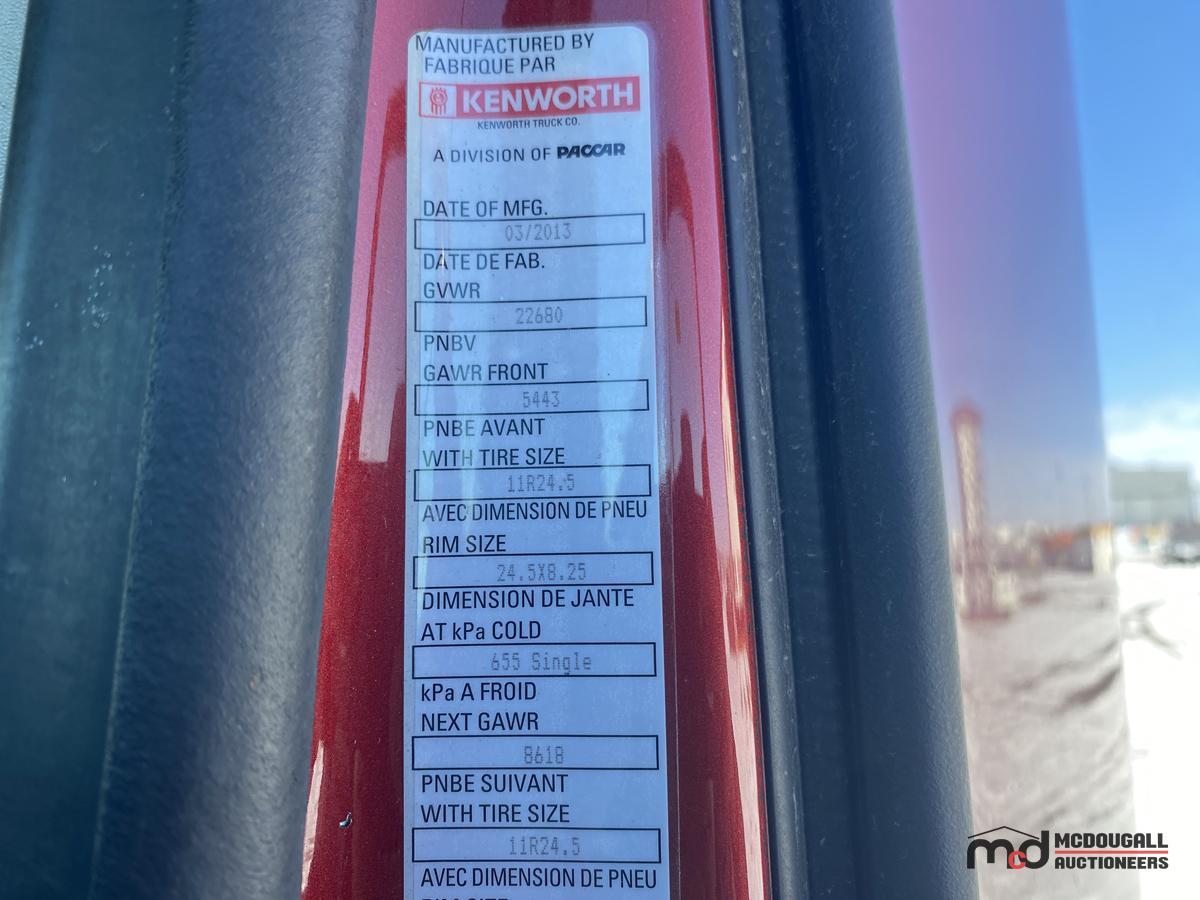 MANUFACTURED BY
FABRIQUE PAR
KENWORTH
KENWORTH TRUCK CO.
A DIVISION OF PACCAR
DATE OF MFG.
03/2013
DATE DE FAB.
GVWR
22680
PNBV
GAWR FRONT
5443
PNBE AVANT
WITH TIRE SIZE
11R24.5
AVEC DIMENSION DE PNEU
RIM SIZE
24.5X8.25
DIMENSION DE JANTE
AT kPa COLD
655 Single
kPa A FROID
NEXT GAWR
8618
PNBE SUIVANT
WITH TIRE SIZE
11R24.5
AVEC DIMENSION DE PNEU
RIM SIZE
mcd MCDOUGALL
AUCTIONEERS